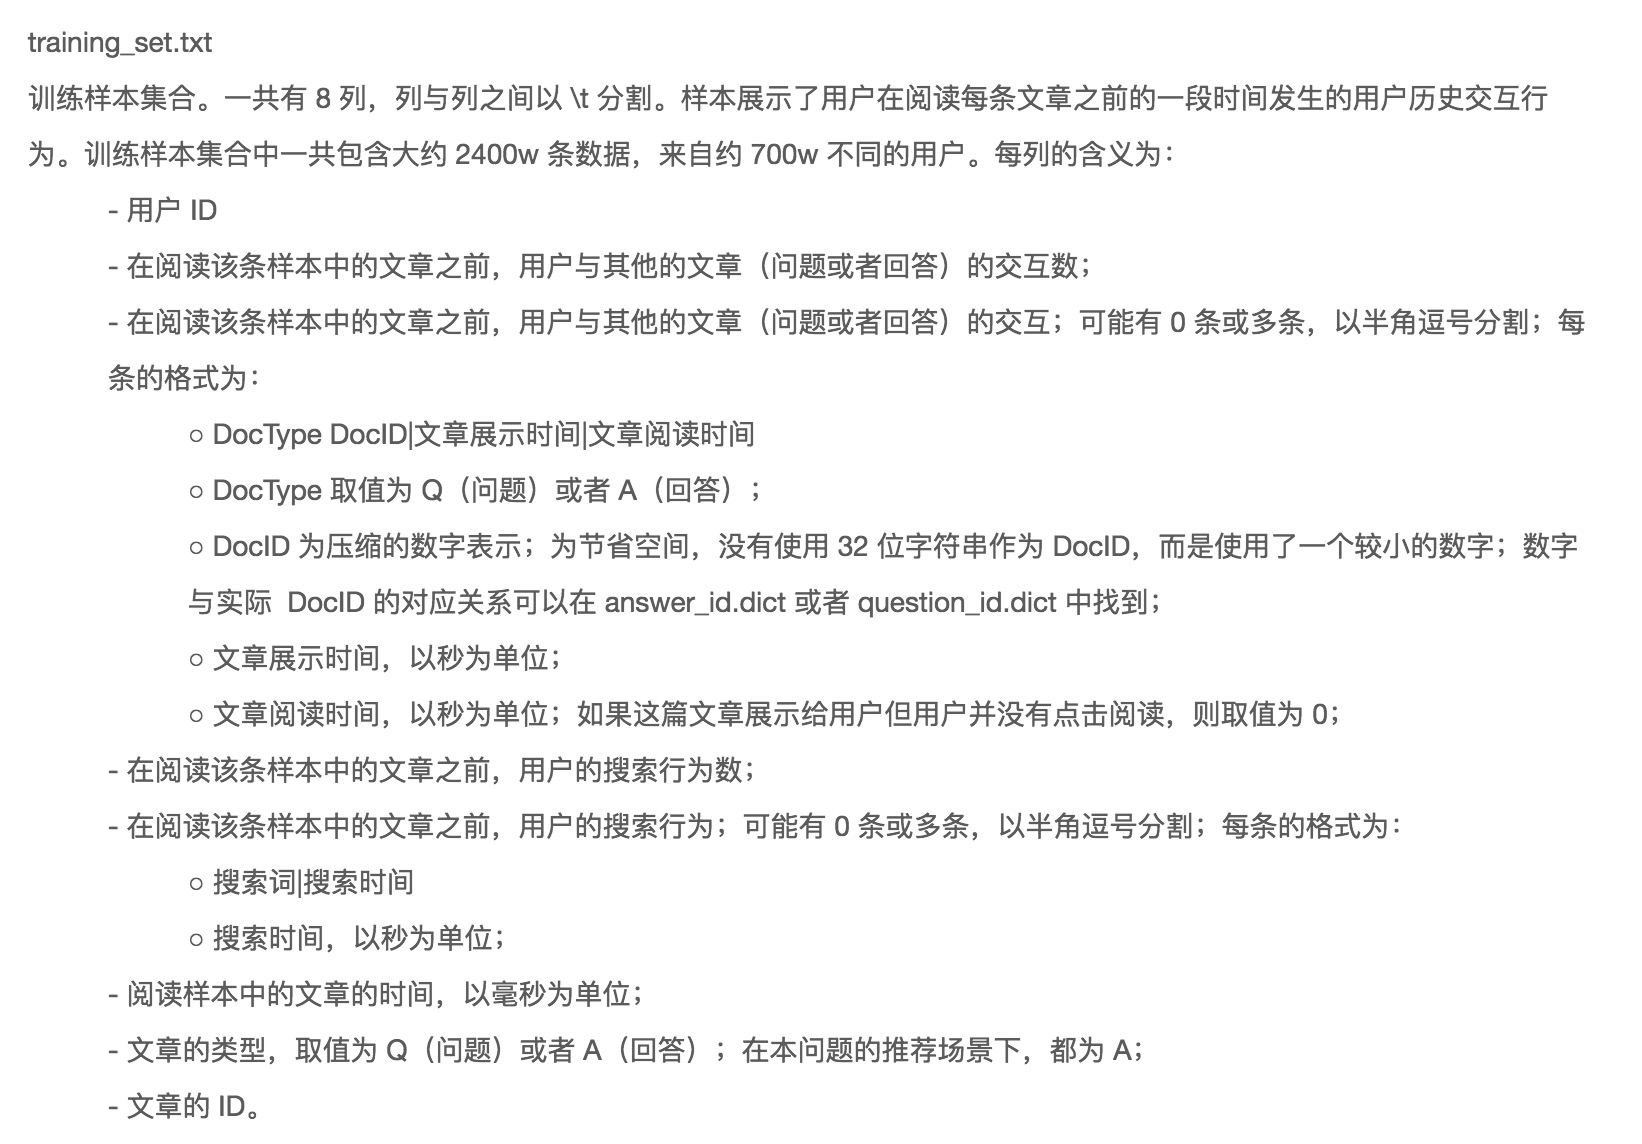 training_set.txt
训练样本集合。一共有 8 列，列与列之间以 \t 分割。样本展示了用户在阅读每条文章之前的一段时间发生的用户历史交互行
为。训练样本集合中一共包含大约 2400w 条数据，来自约 700w 不同的用户。每列的含义为：
- 用户 ID
- 在阅读该条样本中的文章之前，用户与其他的文章（问题或者回答）的交互数；
- 在阅读该条样本中的文章之前，用户与其他的文章（问题或者回答）的交互；可能有 0 条或多条，以半角逗号分割；每
条的格式为：
○ DocType DocID|文章展示时间|文章阅读时间
○ DocType 取值为 Q（问题）或者 A（回答）；
○ DocID 为压缩的数字表示；为节省空间，没有使用 32 位字符串作为 DocID，而是使用了一个较小的数字；数字
与实际  DocID 的对应关系可以在 answer_id.dict 或者 question_id.dict 中找到；
○ 文章展示时间，以秒为单位；
○ 文章阅读时间，以秒为单位；如果这篇文章展示给用户但用户并没有点击阅读，则取值为 0；
- 在阅读该条样本中的文章之前，用户的搜索行为数；
- 在阅读该条样本中的文章之前，用户的搜索行为；可能有 0 条或多条，以半角逗号分割；每条的格式为：
○ 搜索词|搜索时间
○ 搜索时间，以秒为单位；
- 阅读样本中的文章的时间，以毫秒为单位；
- 文章的类型，取值为 Q（问题）或者 A（回答）；在本问题的推荐场景下，都为 A；
- 文章的 ID。